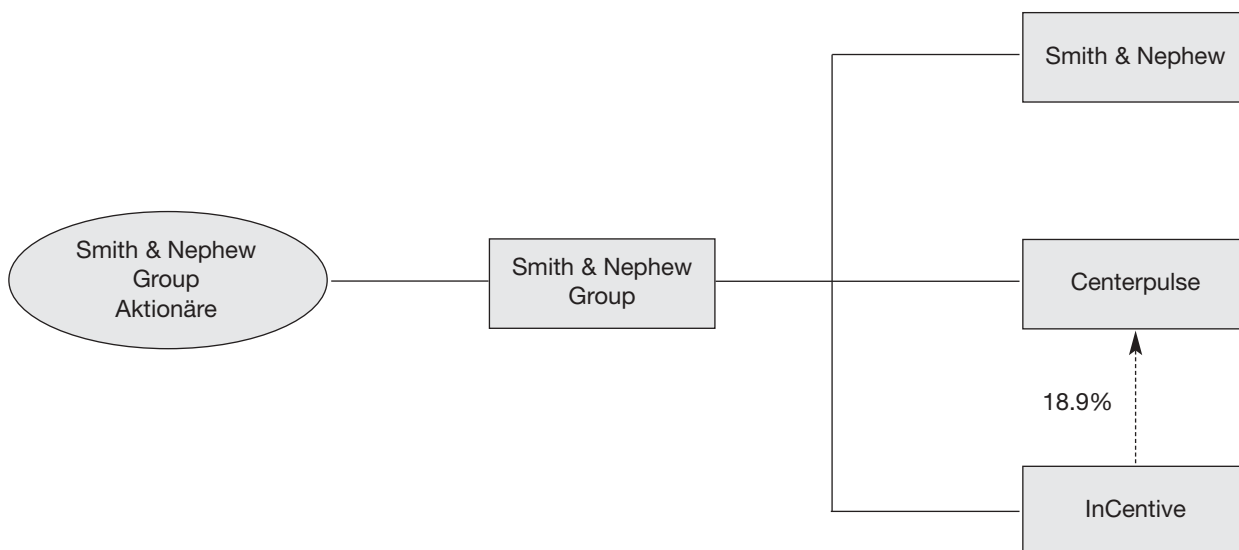 Smith & Nephew
Smith & Nephew
Group
Aktionäre
Smith & Nephew
Group
Centerpulse
18.9%
InCentive